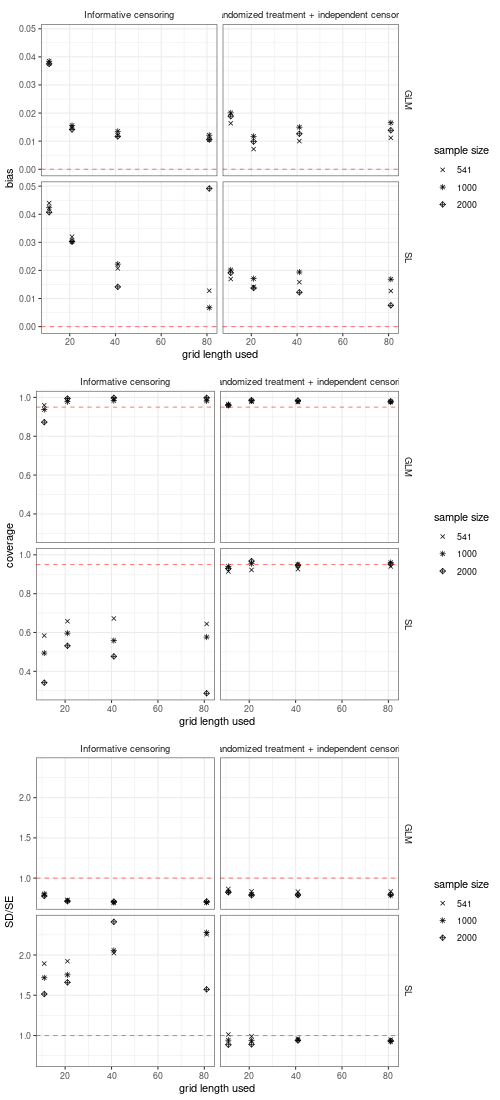 Informative censoring
andomized treatment + independent censor
0.05
0.04
0.03
0.02
0.01
0.00
GLM
bias
0.05
0.04
0.03
0.02
0.01
0.00
SL
20 40 60 80 20 40 60 80
grid length used
sample size
541
1000
2000
Informative censoring
andomized treatment + independent censori
1.0
0.8
0.6
0.4
GLM
coverage
1.0
0.8
0.6
0.4
SL
20 40 60 80 20 40 60 80
grid length used
sample size
541
1000
2000
Informative censoring
andomized treatment + independent censori
2.0
1.5
1.0
GLM
SD/SE
2.0
1.5
1.0
SL
20 40 60 80 20 40 60 80
grid length used
sample size
541
1000
2000